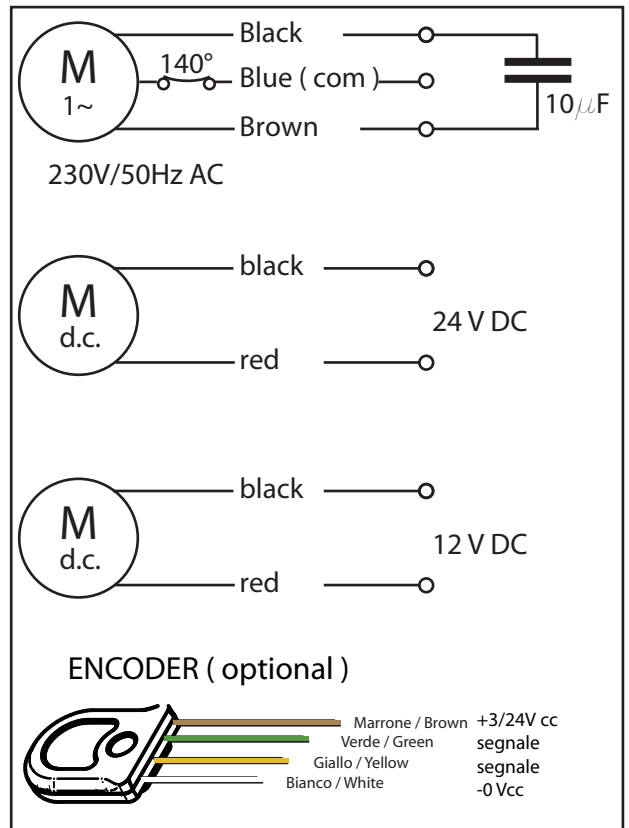 Black
M
1~
140°
Blue ( com )
10µF
Brown
230V/50Hz AC
black
M
d.c.
24 V DC
red
black
M
d.c.
12 V DC
red
ENCODER ( optional )
Marrone / Brown +3/24V cc
Verde / Green segnale
Giallo / Yellow segnale
Bianco / White -0 Vcc